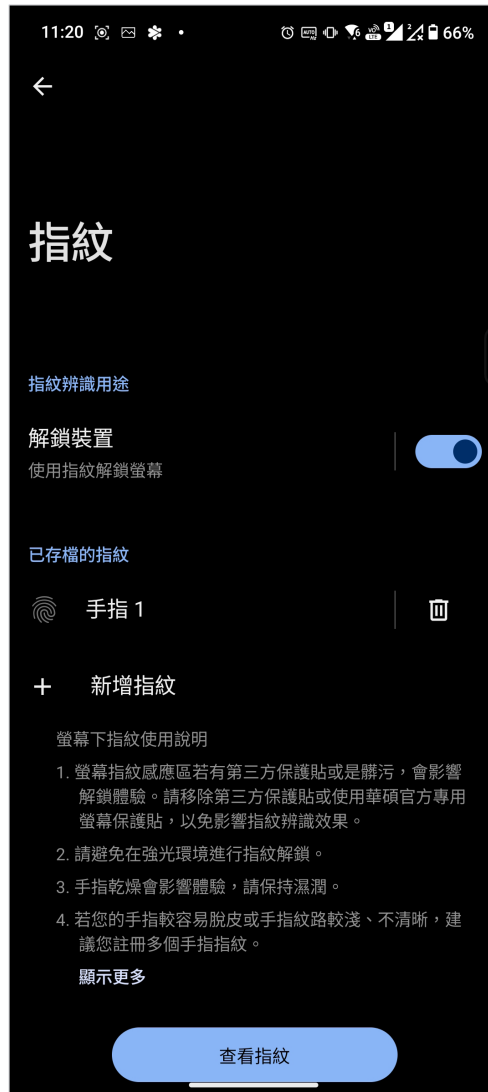 11:20 66%
指紋
指紋辨識用途
解鎖裝置
使用指紋解鎖螢幕
已存檔的指紋
手指 1
新增指紋
螢幕下指紋使用說明
1. 螢幕指紋感應區若有第三方保護貼或是髒污，會影響
解鎖體驗。請移除第三方保護貼或使用華碩官方專用
螢幕保護貼，以免影響指紋辨識效果。
2. 請避免在強光環境進行指紋解鎖。
3. 手指乾燥會影響體驗，請保持濕潤。
4. 若您的手指較容易脫皮或手指紋路較淺、不清晰，建
議您註冊多個手指指紋。
顯示更多
查看指紋